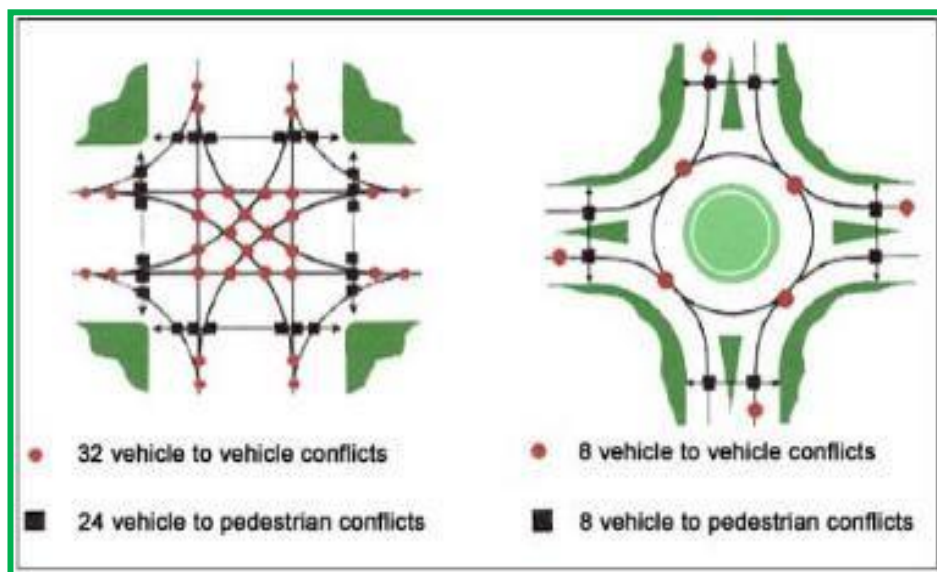 32 vehicle to vehicle conflicts
24 vehicle to pedestrian conflicts
8 vehicle to vehicle conflicts
8 vehicle to pedestrian conflicts